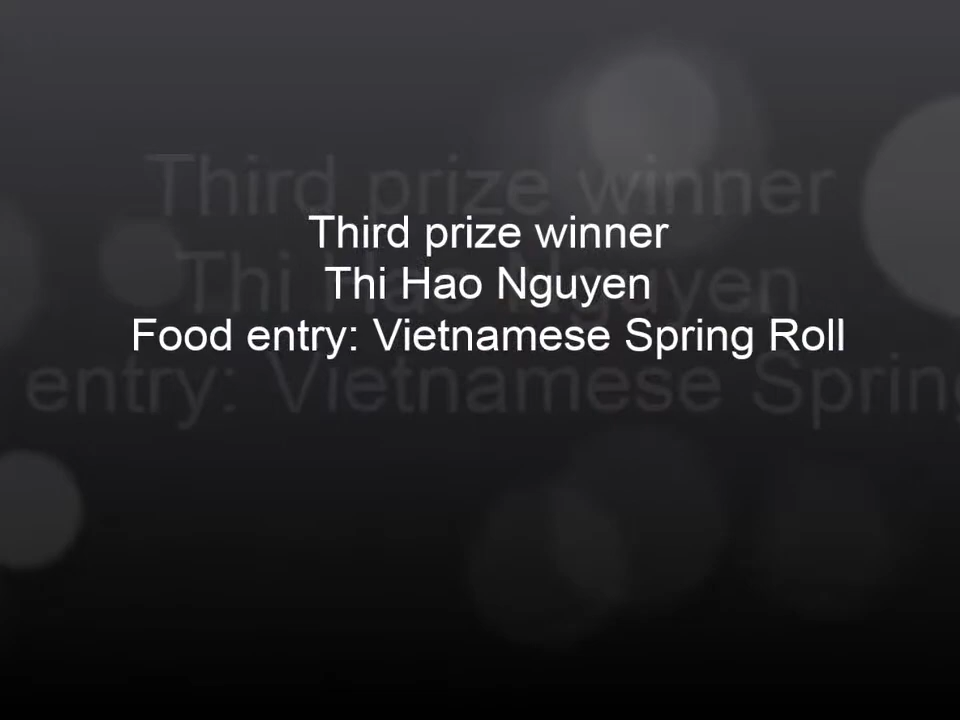 Third prize winner
Thi Hao Nguyen
Food entry: Vietnamese Spring Roll